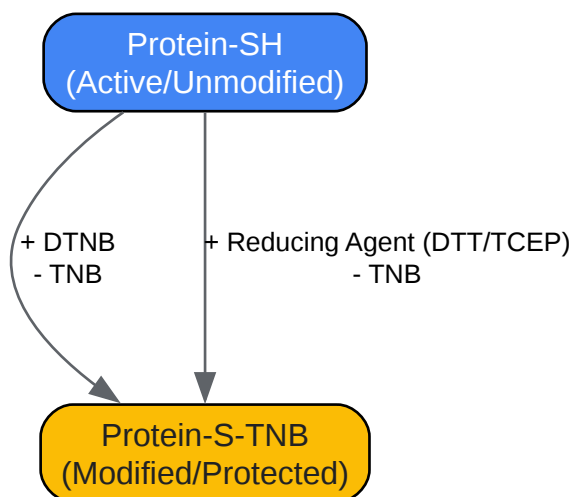 Protein-SH
(Active/Unmodified)
+ DTNB
- TNB
+ Reducing Agent (DTT/TCEP)
- TNB
Protein-S-TNB
(Modified/Protected)